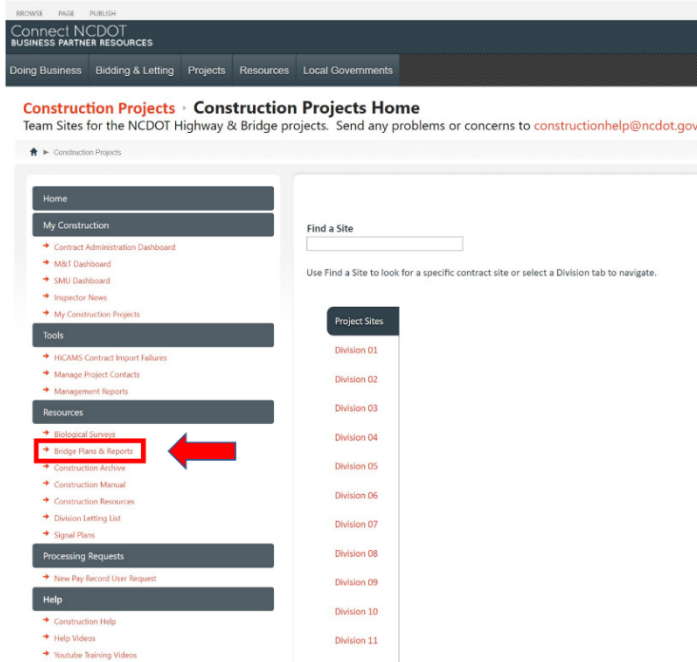 BROWSE PAGE PUBLISH
Connect NCDOT
BUSINESS PARTNER RESOURCES
Doing Business Bidding & Letting Projects Resources Local Governments
Construction Projects Construction Projects Home
Team Sites for the NCDOT Highway & Bridge projects. Send any problems or concerns to constructionhelp@ncdot.gov
Construction Projects
Home
My Construction
Contract Administration Dashboard
M&T Dashboard
SMU Dashboard
Inspector News
My Construction Projects
Tools
HiCAMS Contract Import Failures
Manage Project Contacts
Management Reports
Resources
Biological Surveys
Bridge Plans & Reports
Construction Archive
Construction Manual
Construction Resources
Division Letting List
Signal Plans
Processing Requests
New Pay Record User Request
Help
Construction Help
Help Videos
Youtube Training Videos
Find a Site
Use Find a Site to look for a specific contract site or select a Division tab to navigate.
Project Sites
Division 01
Division 02
Division 03
Division 04
Division 05
Division 06
Division 07
Division 08
Division 09
Division 10
Division 11